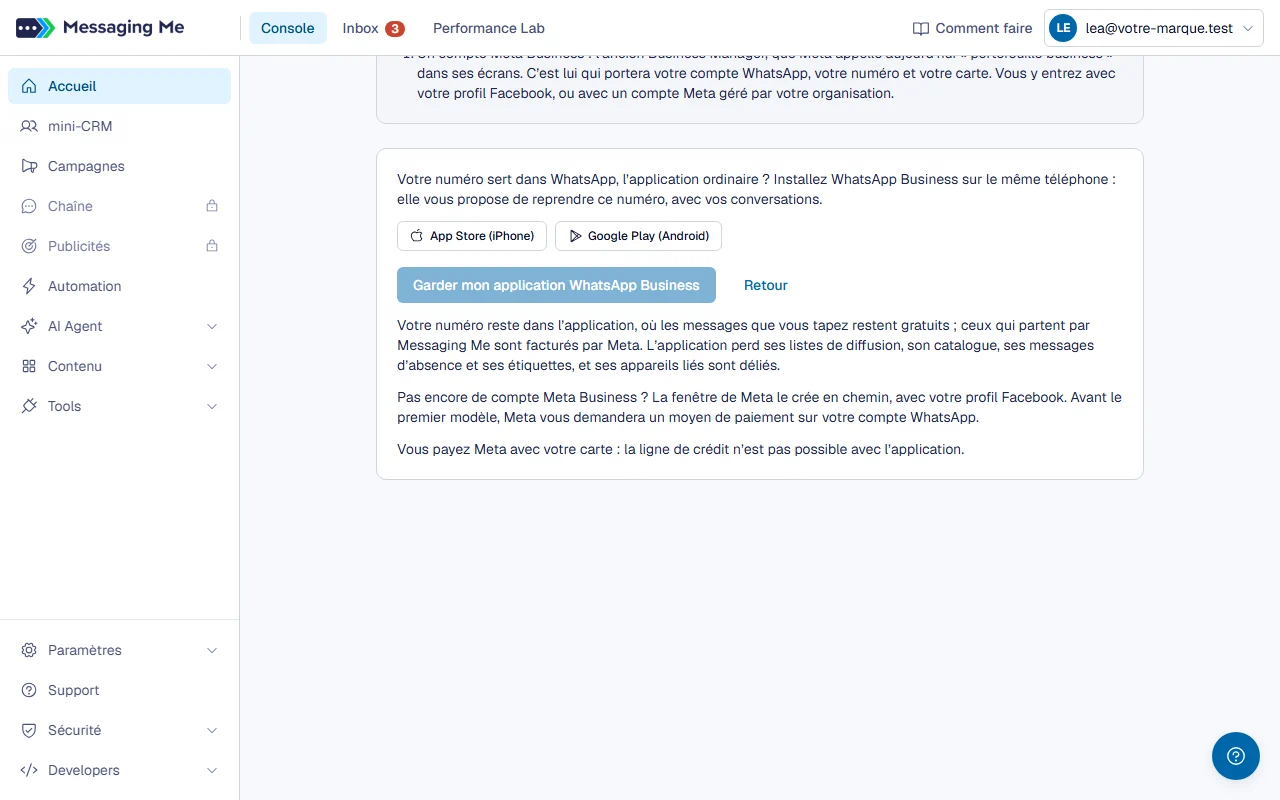 Messaging Me
Console
Inbox 3
Performance Lab
Comment faire
LE
lea@votre-marque.test
Accueil
mini-CRM
Campagnes
Chaîne
Publicités
Automation
AI Agent
Contenu
Tools
Paramètres
Support
Sécurité
Developers
dans ses écrans. C'est lui qui portera votre compte WhatsApp, votre numéro et votre carte. Vous y entrez avec
votre profil Facebook, ou avec un compte Meta géré par votre organisation.
Votre numéro sert dans WhatsApp, l'application ordinaire ? Installez WhatsApp Business sur le même téléphone :
elle vous propose de reprendre ce numéro, avec vos conversations.
App Store (iPhone)
Google Play (Android)
Garder mon application WhatsApp Business
Retour
Votre numéro reste dans l'application, où les messages que vous tapez restent gratuits ; ceux qui partent par
Messaging Me sont facturés par Meta. L'application perd ses listes de diffusion, son catalogue, ses messages
d'absence et ses étiquettes, et ses appareils liés sont déliés.
Pas encore de compte Meta Business ? La fenêtre de Meta le crée en chemin, avec votre profil Facebook. Avant le
premier modèle, Meta vous demandera un moyen de paiement sur votre compte WhatsApp.
Vous payez Meta avec votre carte : la ligne de crédit n'est pas possible avec l'application.